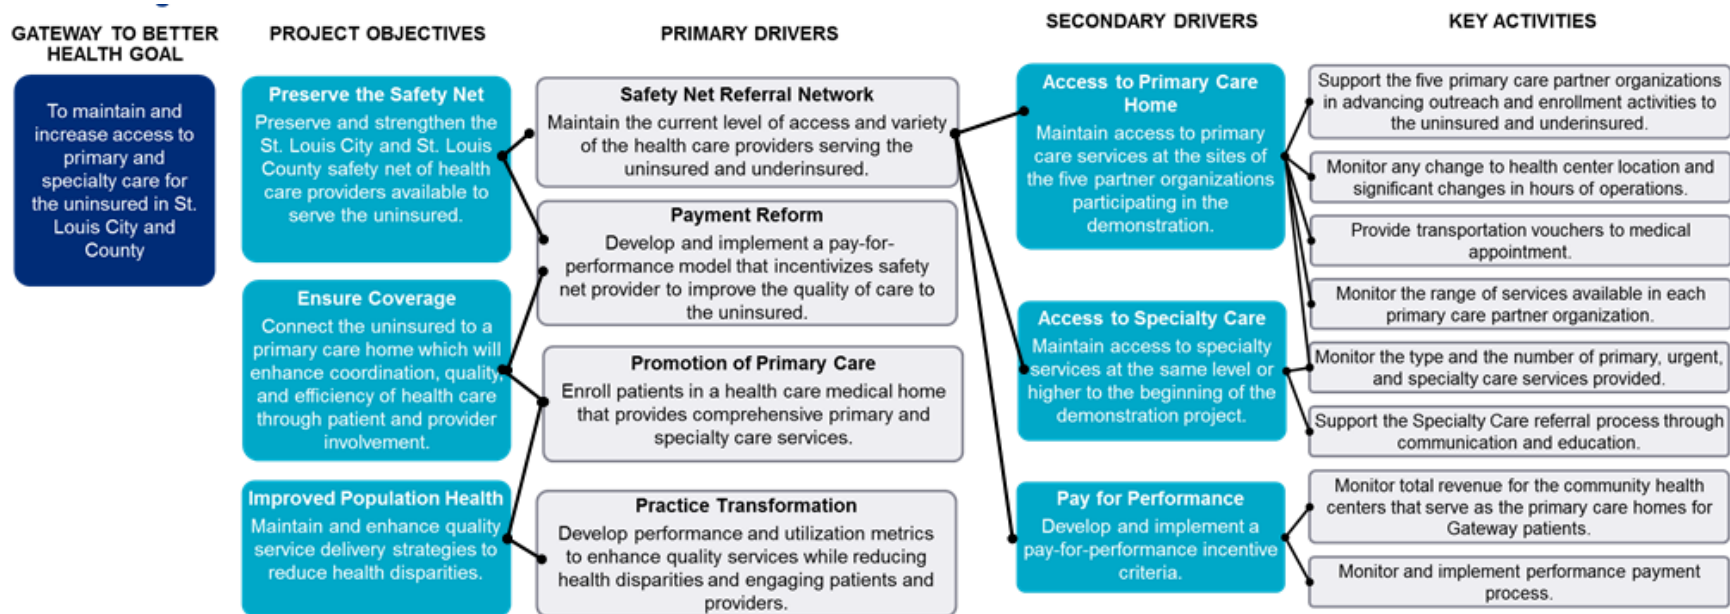 GATEWAY TO BETTER
HEALTH GOAL
To maintain and
increase access to
primary and
specialty care for
the uninsured in St.
Louis City and
County
PROJECT OBJECTIVES
Preserve the Safety Net
Preserve and strengthen the
St. Louis City and St. Louis
County safety net of health
care providers available to
serve the uninsured.
Ensure Coverage
Connect the uninsured to a
primary care home which will
enhance coordination, quality,
and efficiency of health care
through patient and provider
involvement.
Improved Population Health
Maintain and enhance quality
service delivery strategies to
reduce health disparities.
PRIMARY DRIVERS
Safety Net Referral Network
Maintain the current level of access and variety
of the health care providers serving the
uninsured and underinsured.
Payment Reform
Develop and implement a pay-for-
performance model that incentivizes safety
net provider to improve the quality of care to
the uninsured.
Promotion of Primary Care
Enroll patients in a health care medical home
that provides comprehensive primary and
specialty care services.
Practice Transformation
Develop performance and utilization metrics
to enhance quality services while reducing
health disparities and engaging patients and
providers.
SECONDARY DRIVERS
Access to Primary Care
Home
Maintain access to primary
care services at the sites of
the five partner organizations
participating in the
demonstration.
Access to Specialty Care
Maintain access to specialty
services at the same level or
higher to the beginning of the
demonstration project.
Pay for Performance
Develop and implement a
pay-for-performance incentive
criteria.
KEY ACTIVITIES
Support the five primary care partner organizations
in advancing outreach and enrollment activities to
the uninsured and underinsured.
Monitor any change to health center location and
significant changes in hours of operations.
Provide transportation vouchers to medical
appointment.
Monitor the range of services available in each
primary care partner organization.
Monitor the type and the number of primary, urgent,
and specialty care services provided.
Support the Specialty Care referral process through
communication and education.
Monitor total revenue for the community health
centers that serve as the primary care homes for
Gateway patients.
Monitor and implement performance payment
process.